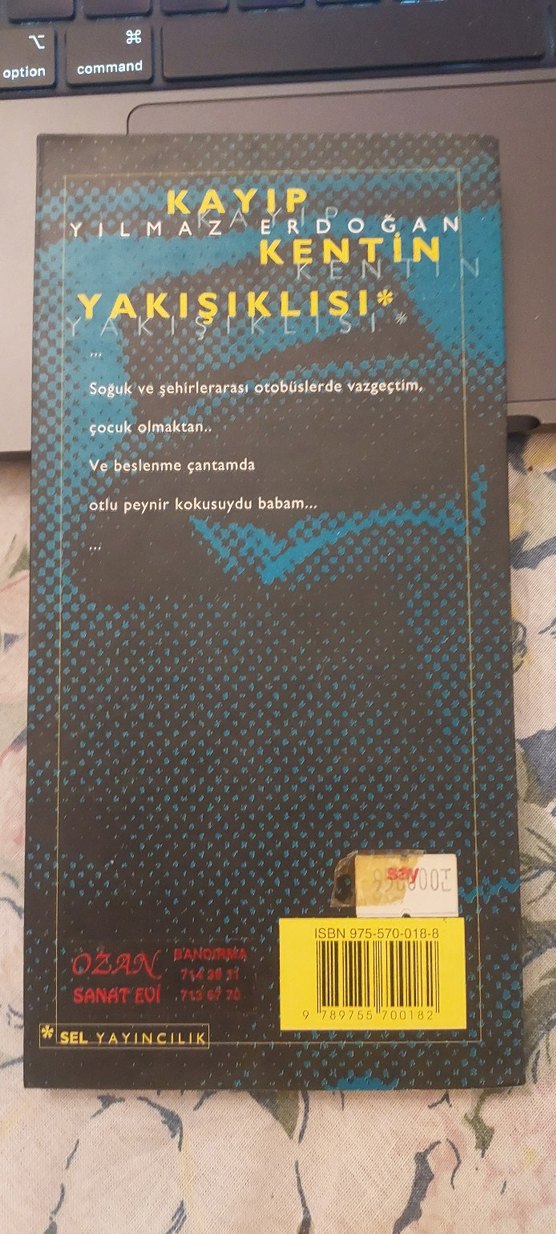 ⌥
option
⌘
command
KAYIP
YILMAZ ERDOĞAN
KENTİN
YAKIŞIKLISI*
...
Soğuk ve şehirlerarası otobüslerde vazgeçtim,
çocuk olmaktan..
Ve beslenme çantamda
otlu peynir kokusuydu babam...
...
say
ISBN 975-570-018-8
9 789755 700182
OZAN
SANAT EVİ
BANDIRMA
* SEL YAYINCILIK